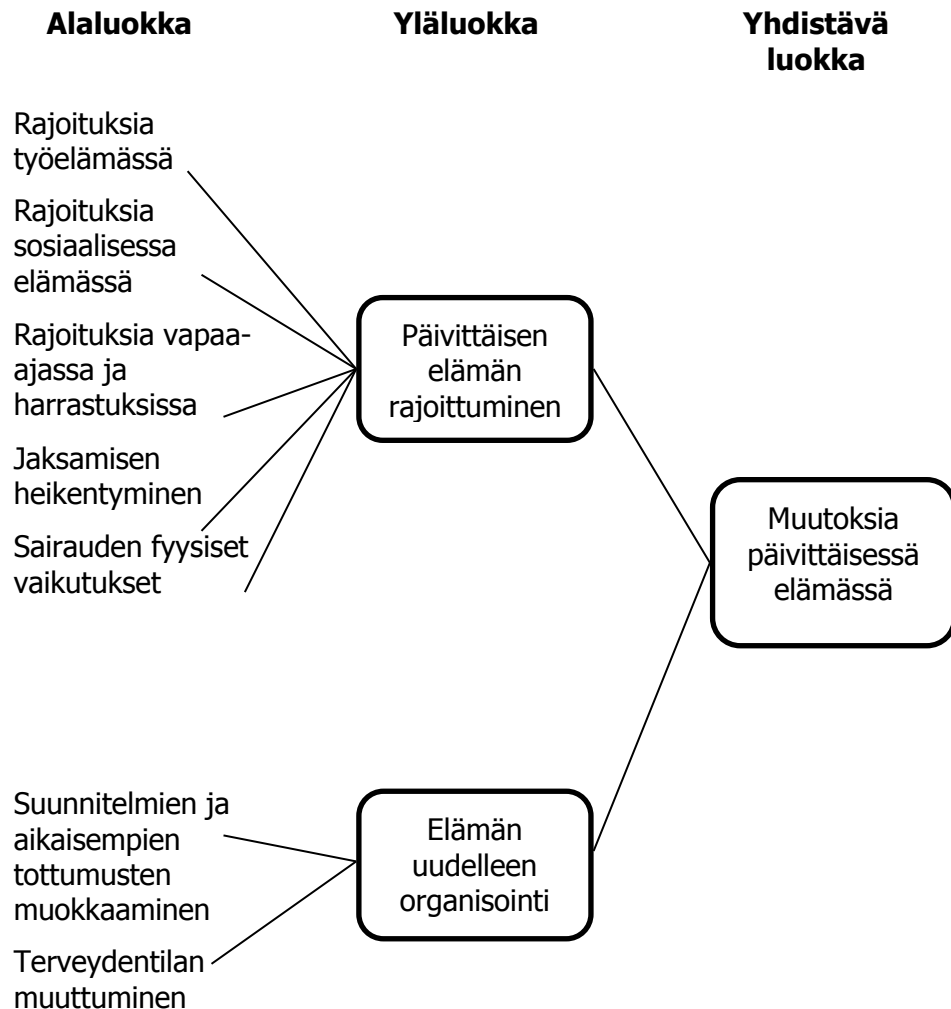 Alaluokka
Yläluokka
Yhdistävä
luokka
Rajoituksia
työelämässä
Rajoituksia
sosiaalisessa
elämässä
Rajoituksia vapaa-
ajassa ja
harrastuksissa
Jaksamisen
heikentyminen
Sairauden fyysiset
vaikutukset
Päivittäisen
elämän
rajoittuminen
Muutoksia
päivittäisessä
elämässä
Suunnitelmien ja
aikaisempien
tottumusten
muokkaaminen
Terveydentilan
muuttuminen
Elämän
uudelleen
organisointi